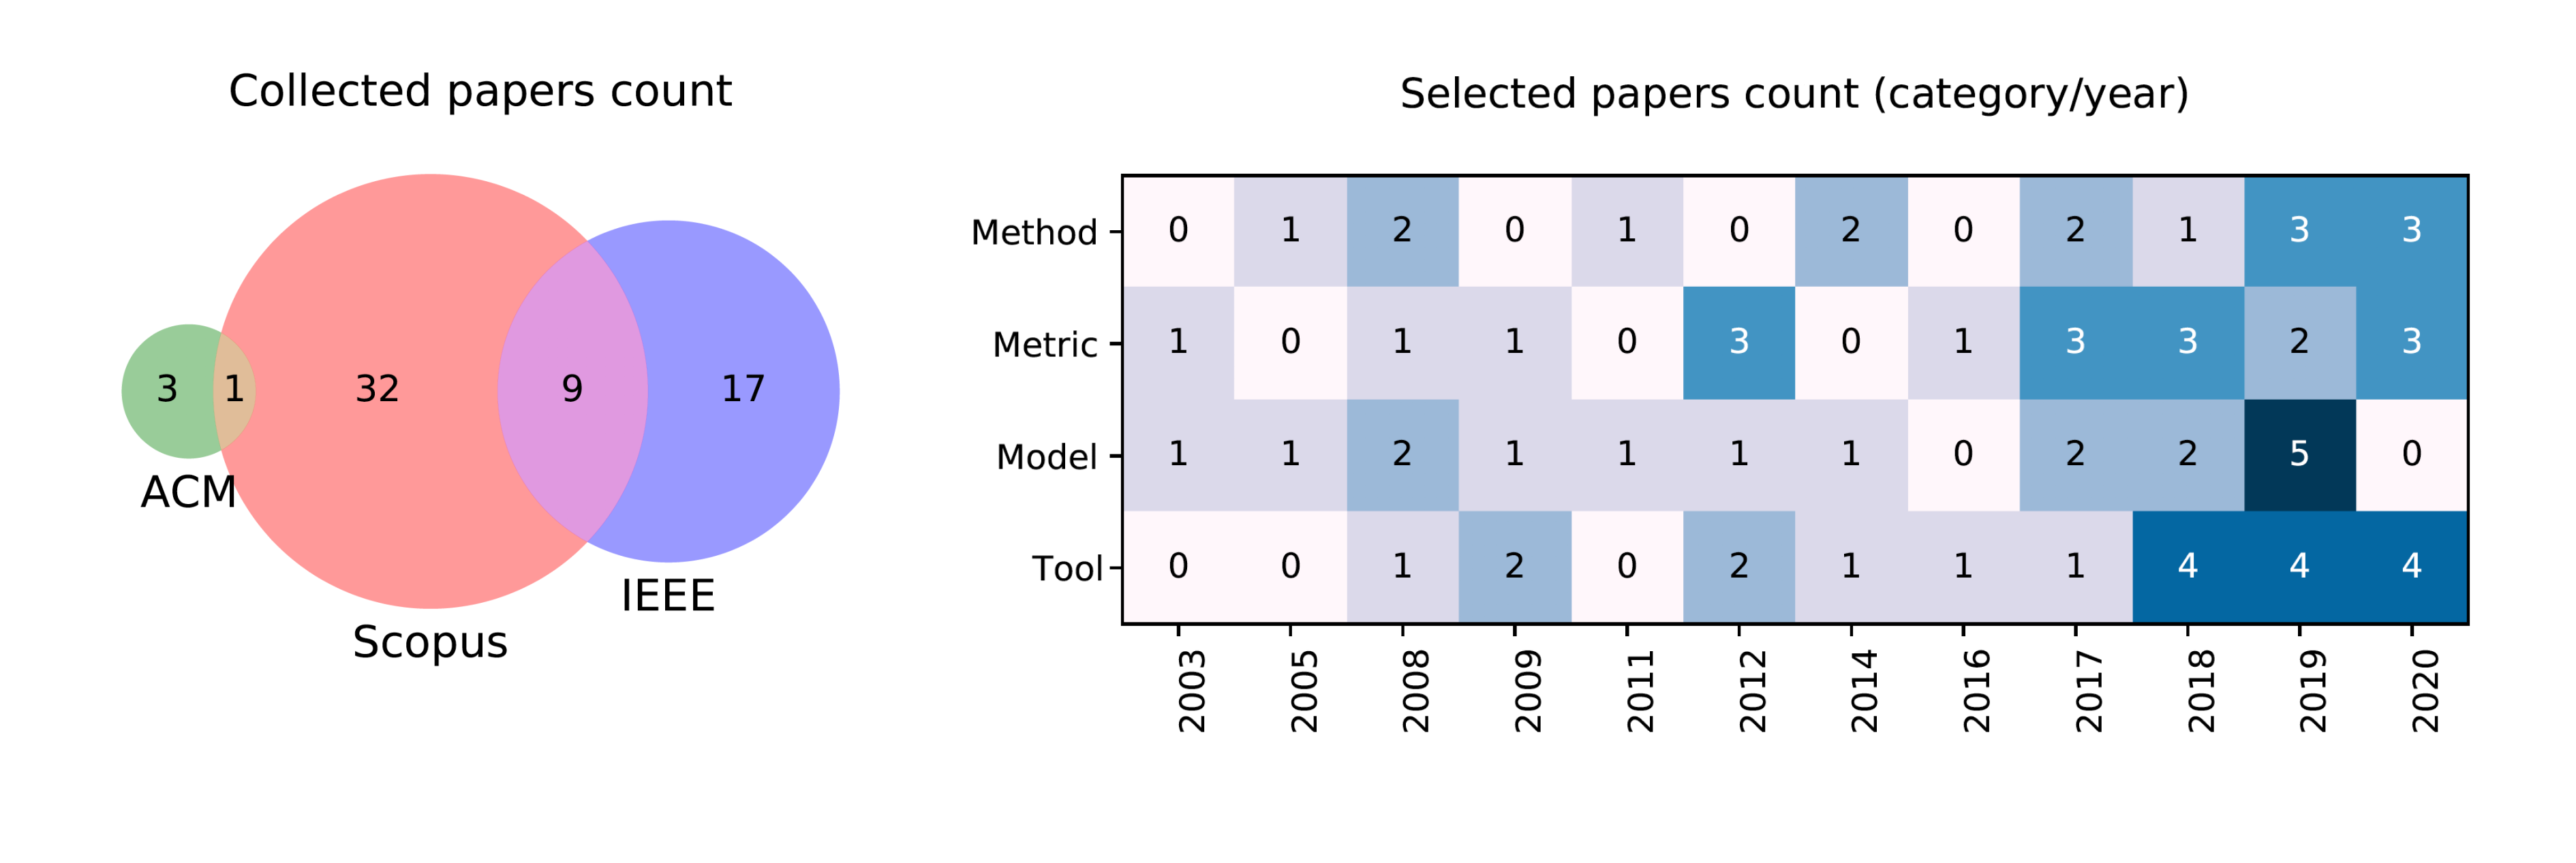 Collected papers count
3 1 32 9 17
ACM
IEEE
Scopus
Selected papers count (category/year)
Method 0 1 2 0 1 0 2 0 2 1 3 3
Metric 1 0 1 1 0 3 0 1 3 3 2 3
Model 1 1 2 1 1 1 1 0 2 2 5 0
Tool 0 0 1 2 0 2 1 1 1 4 4 4
2003 2005 2008 2009 2011 2012 2014 2016 2017 2018 2019 2020